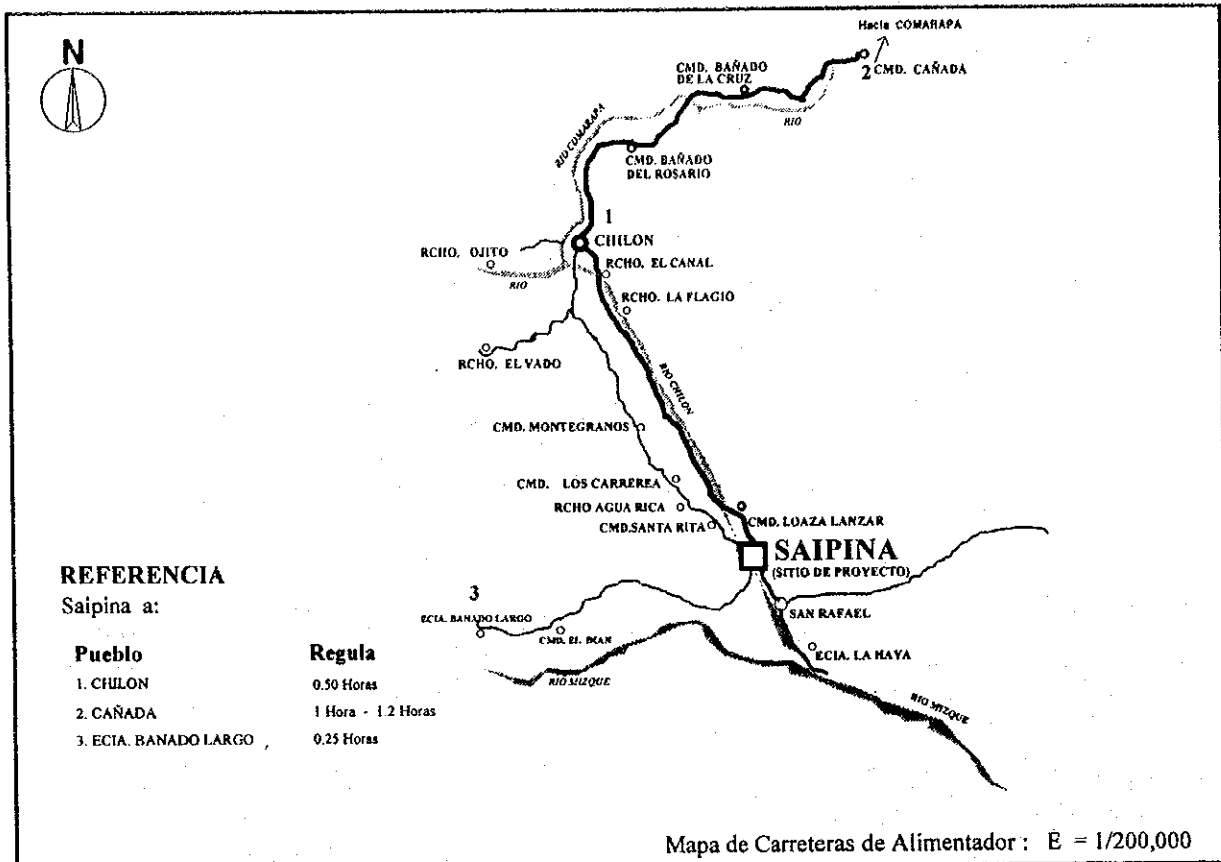 N
Hacia COMARAPA
2 CMD. CAÑADA
CMD. BAÑADO
DE LA CRUZ
RIO
RIO COMARAPA
CMD. BAÑADO
DEL ROSARIO
1
CHILON
RCHO. OJITO
RIO
RCHO. EL CANAL
RCHO. LA FLAGIO
RCHO. EL VADO
RIO CHILON
CMD. MONTEGRANOS
CMD. LOS CARREREA
RCHO AGUA RICA
CMD.SANTA RITA
CMD. LOAZA LANZAR
SAIPINA
(SITIO DE PROYECTO)
SAN RAFAEL
ECIA. LA HAYA
3
ECIA. BANADO LARGO
CMD. EL
RIO MIZQUE
RIO MIZQUE
REFERENCIA
Saipina a:
Pueblo Regula
1. CHILON 0.50 Horas
2. CAÑADA 1 Hora - 1.2 Horas
3. ECIA. BANADO LARGO , 0.25 Horas
Mapa de Carreteras de Alimentador : E = 1/200,000